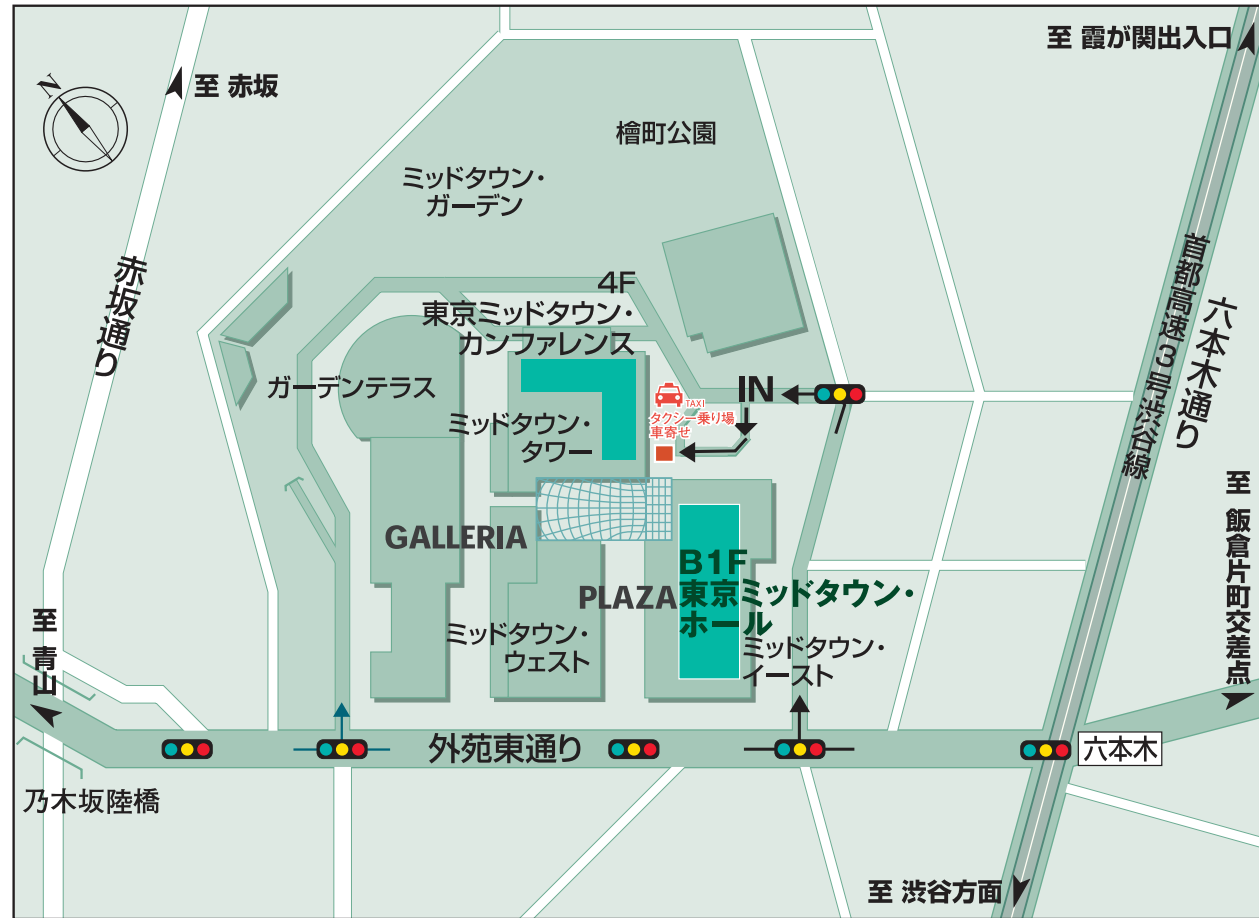 至 霞が関出入口
N
至 赤坂
檜町公園
ミッドタウン・
ガーデン
赤坂通り
首都高速3号渋谷線
六本木通り
4F
東京ミッドタウン・
カンファレンス
ガーデンテラス
IN
TAXI
タクシー乗り場
車寄せ
ミッドタウン・
タワー
至 飯倉片町交差点
GALLERIA
B1F
PLAZA
東京ミッドタウン・
ホール
至 青山
ミッドタウン・
ウェスト
ミッドタウン・
イースト
外苑東通り
六本木
乃木坂陸橋
至 渋谷方面